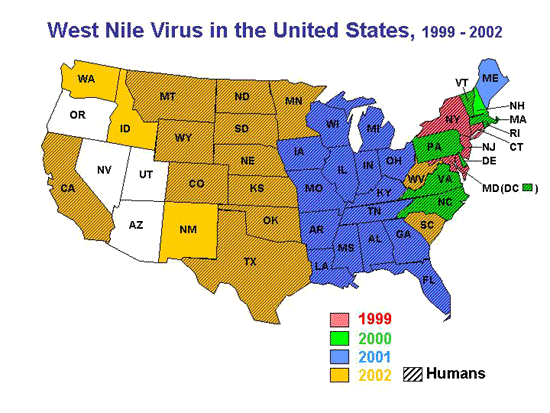 West Nile Virus in the United States, 1999 - 2002
WA
MT
ND
MN
ME
VT
NH
OR
ID
WY
SD
WI
MI
NY
MA
RI
CT
NE
IA
PA
NJ
DE
NV
UT
CO
KS
MO
IL
IN
OH
WV
VA
MD(DC )
CA
KY
NC
AZ
NM
OK
AR
TN
SC
TX
LA
MS
AL
GA
FL
1999
2000
2001
2002
Humans